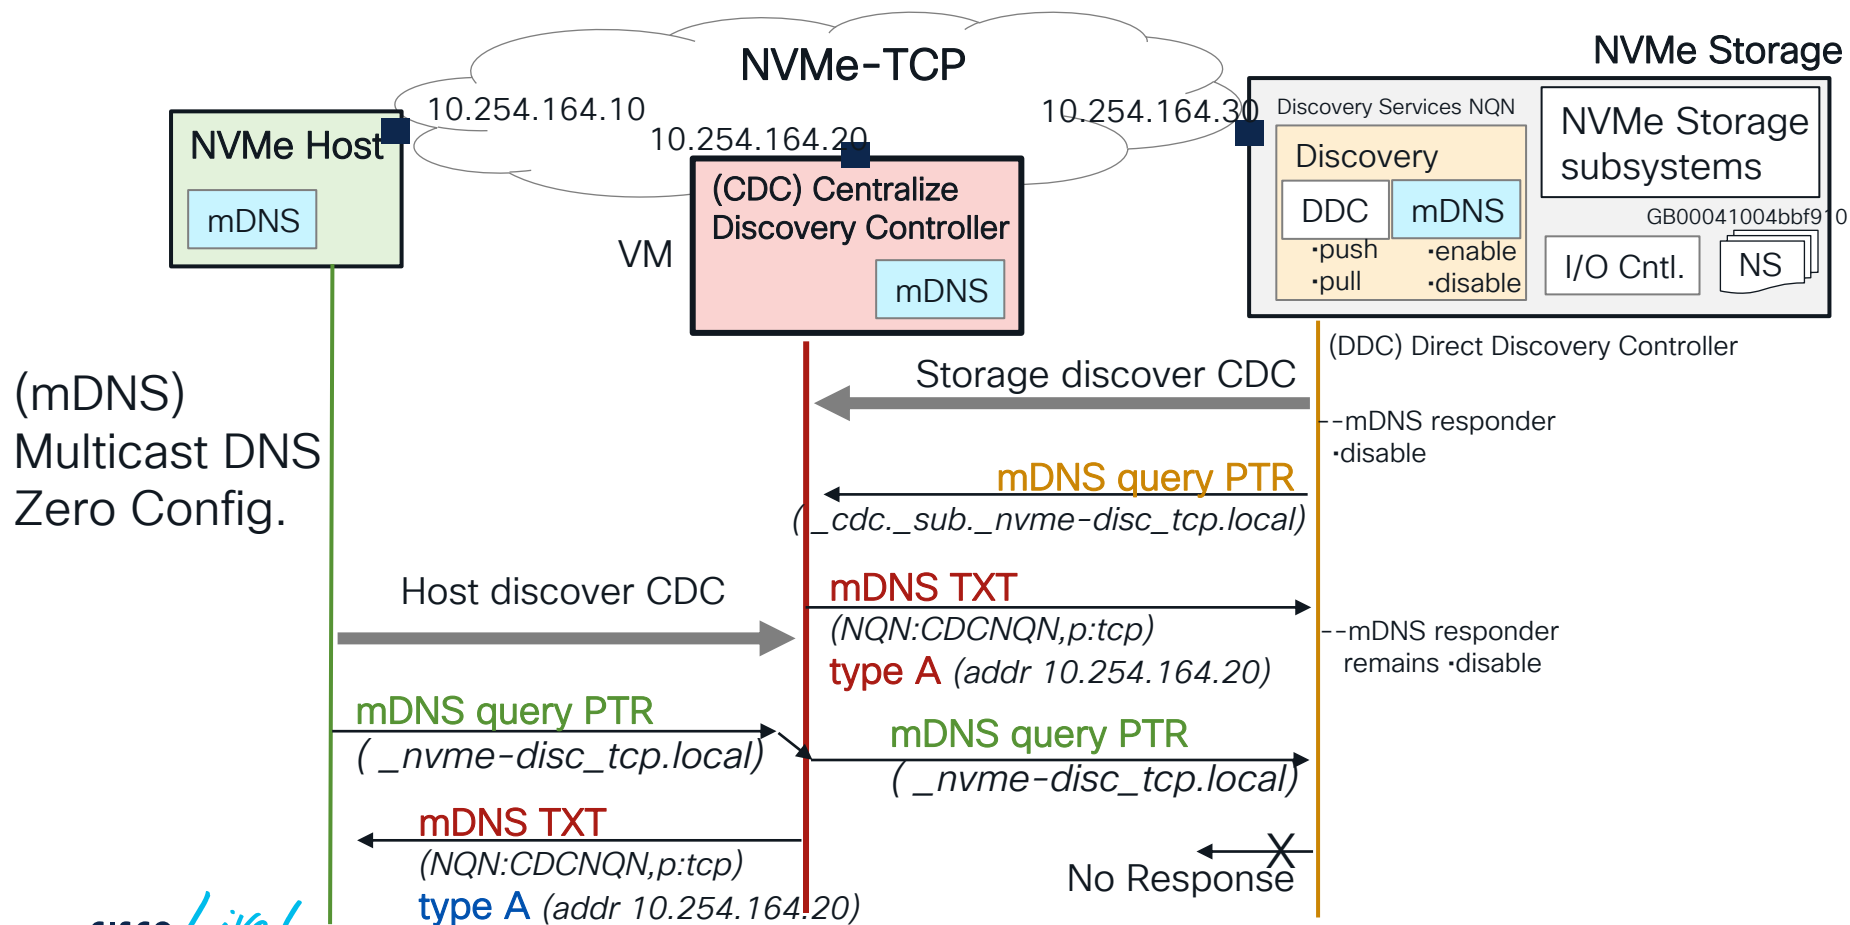 NVMe-TCP
NVMe Storage
10.254.164.10
10.254.164.20
10.254.164.30
NVMe Host
mDNS
(CDC) Centralize
Discovery Controller
VM
mDNS
Discovery Services NQN
Discovery
DDC
mDNS
•push
•pull
•enable
•disable
NVMe Storage
subsystems
GB00041004bbf910
I/O Cntl.
NS
(DDC) Direct Discovery Controller
(mDNS)
Multicast DNS
Zero Config.
Storage discover CDC
--mDNS responder
•disable
mDNS query PTR
( _cdc._sub._nvme-disc_tcp.local)
Host discover CDC
mDNS TXT
(NQN:CDCNQN,p:tcp)
type A (addr 10.254.164.20)
--mDNS responder
remains •disable
mDNS query PTR
( _nvme-disc_tcp.local)
mDNS query PTR
( _nvme-disc_tcp.local)
mDNS TXT
(NQN:CDCNQN,p:tcp)
type A (addr 10.254.164.20)
X
No Response
cisco Live!